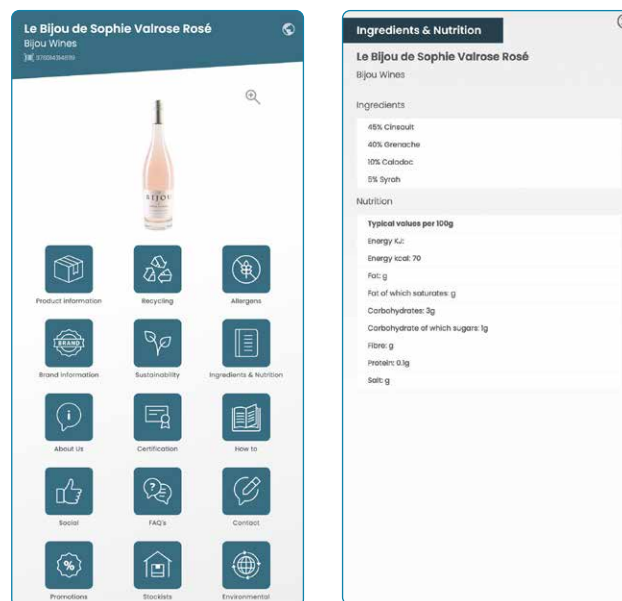 Le Bijou de Sophie Valrose Rosé
Bijou Wines
BIJOU
Product Information
Recycling
Allergens
BRAND
Brand Information
Sustainability
Ingredients & Nutrition
About Us
Certification
How to
Social
FAQ's
Contact
Promotions
Stockists
Environmental
Ingredients & Nutrition
Le Bijou de Sophie Valrose Rosé
Bijou Wines
Ingredients
45% Cinsault
40% Grenache
10% Caladoc
5% Syrah
Nutrition
Typical values per 100g
Energy KJ:
Energy kcal: 70
Fat: g
Fat of which saturates: g
Carbohydrates: 3g
Carbohydrate of which sugars: 1g
Fibre: g
Protein: 0.1g
Salt: g